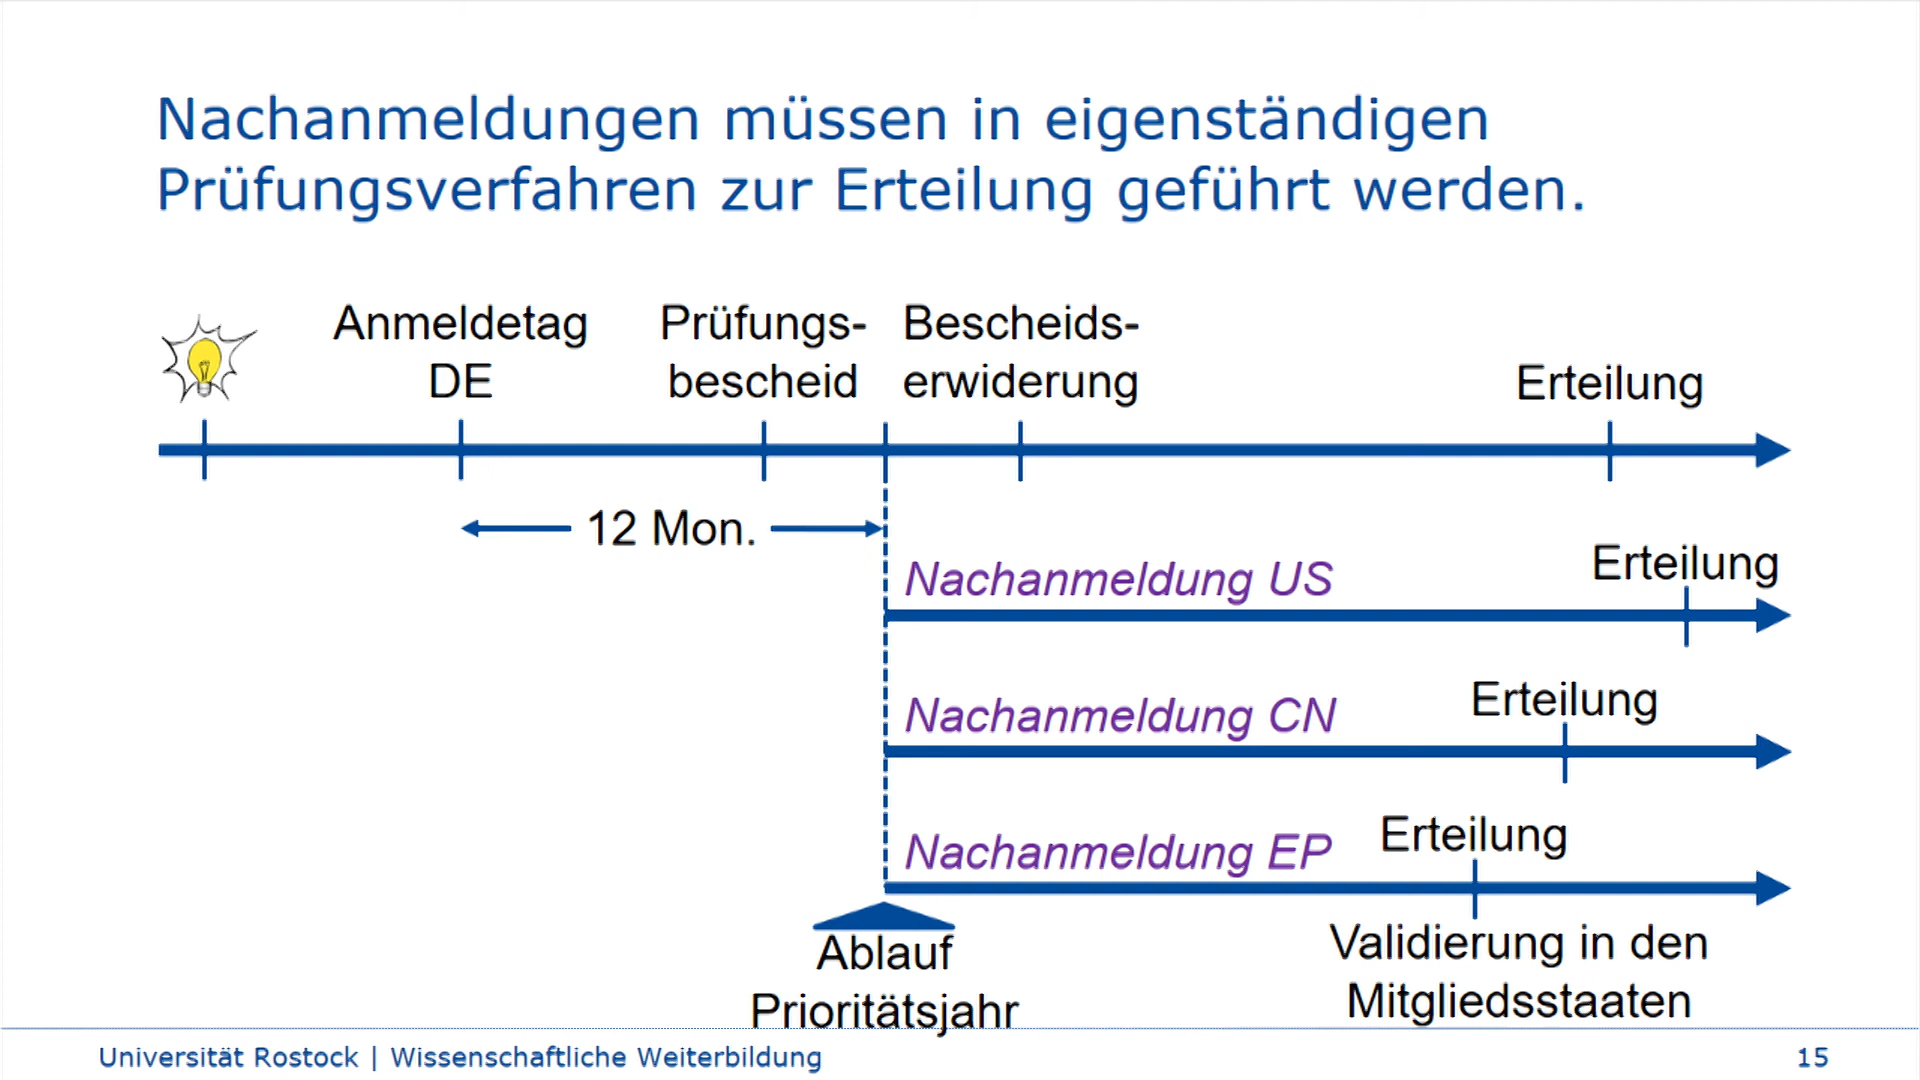 Nachanmeldungen müssen in eigenständigen
Prüfungsverfahren zur Erteilung geführt werden.
Anmeldetag
DE
Prüfungs-
bescheid
Bescheids-
erwiderung
Erteilung
12 Mon.
Nachanmeldung US
Erteilung
Nachanmeldung CN
Erteilung
Nachanmeldung EP
Erteilung
Ablauf
Prioritätsjahr
Validierung in den
Mitgliedsstaaten
Universität Rostock | Wissenschaftliche Weiterbildung
15